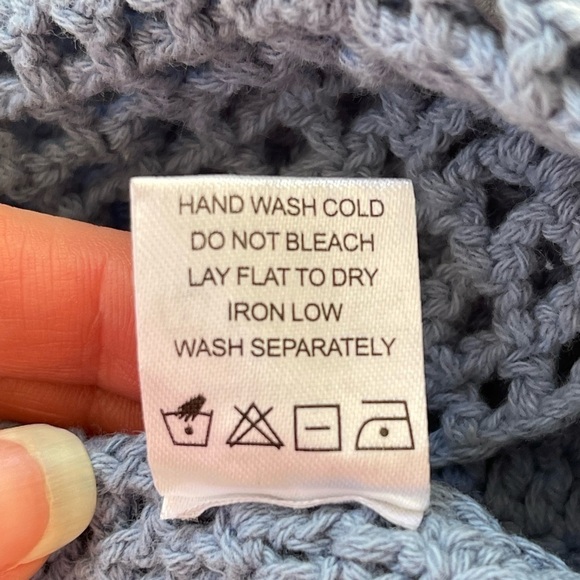 HAND WASH COLD
DO NOT BLEACH
LAY FLAT TO DRY
IRON LOW
WASH SEPARATELY